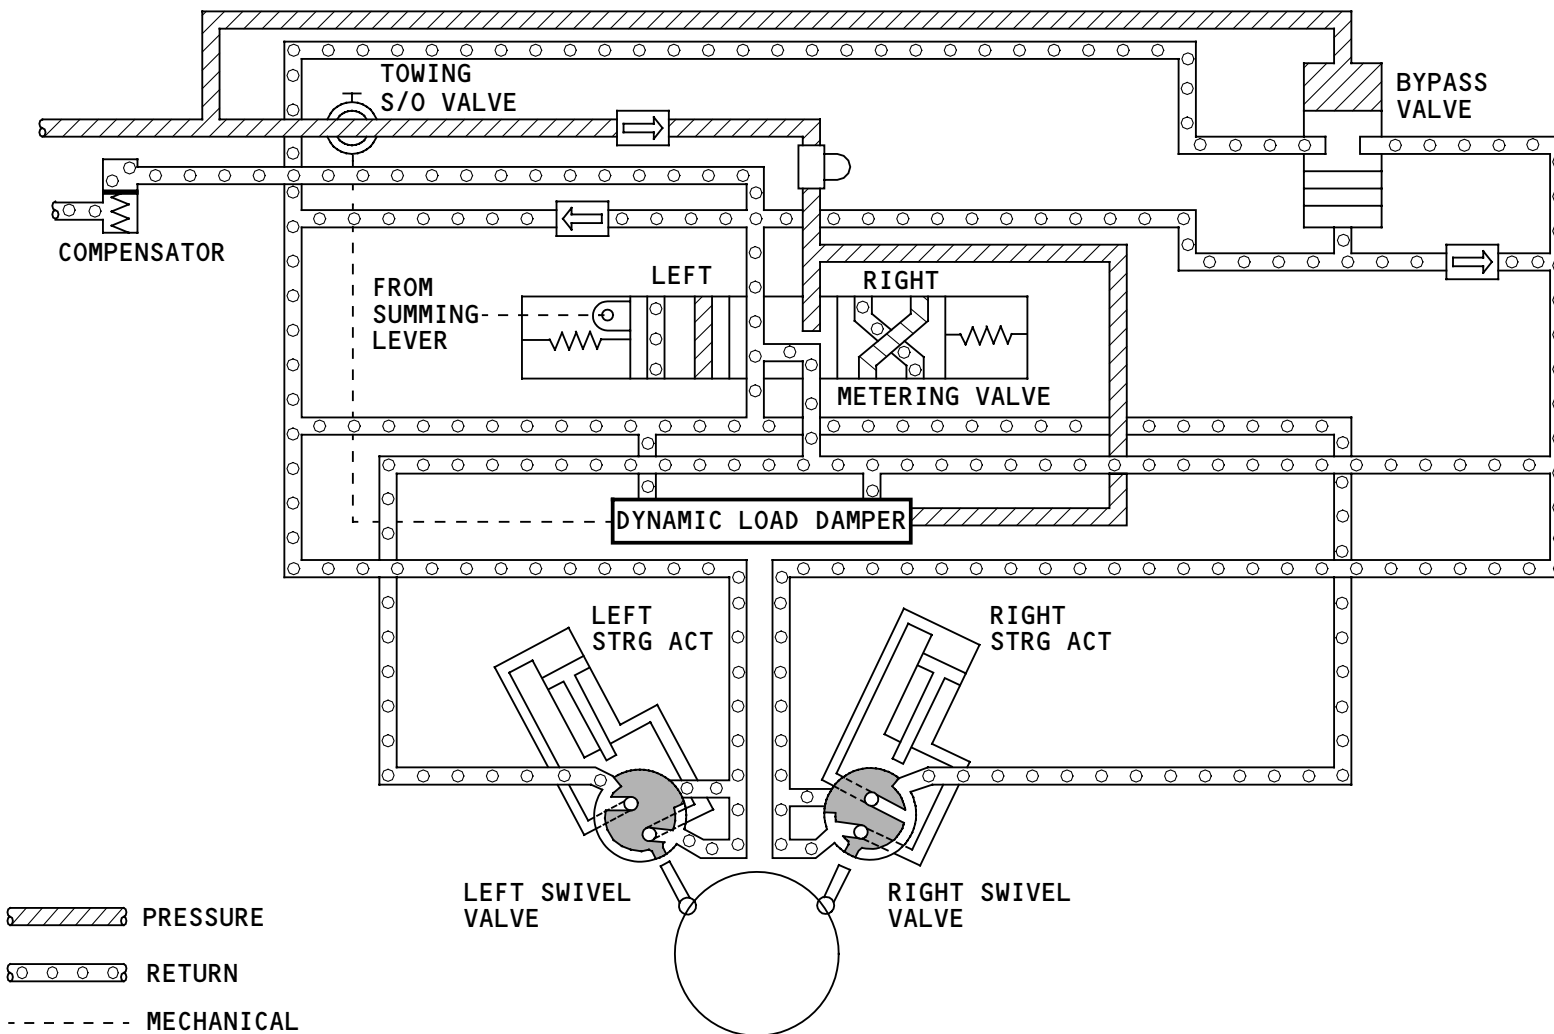 TOWING
S/O VALVE
BYPASS
VALVE
COMPENSATOR
FROM
SUMMING
LEVER
LEFT
RIGHT
METERING VALVE
DYNAMIC LOAD DAMPER
LEFT
STRG ACT
RIGHT
STRG ACT
LEFT SWIVEL
VALVE
RIGHT SWIVEL
VALVE
PRESSURE
RETURN
MECHANICAL